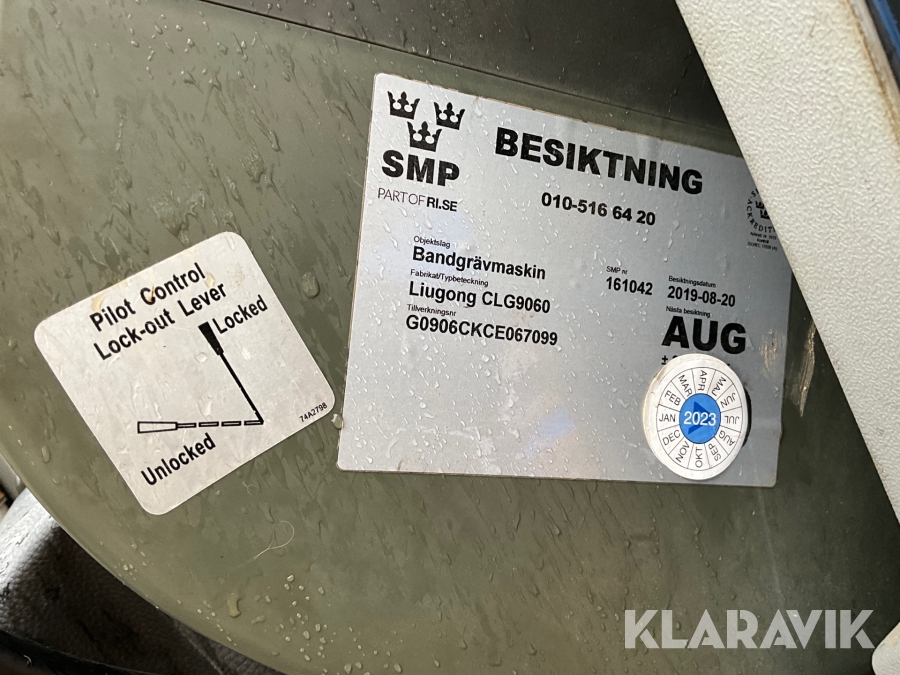 Pilot Control
Lock-out Lever
Locked
Unlocked
74A2798
SMP
PART OF RI.SE
BESIKTNING
010-516 64 20
Objektslag
Bandgrävmaskin
Fabrikat/Typbeteckning
Liugong CLG9060
Tillverkningsnr
G0906CKCE067099
SMP nr
161042
Besiktningsdatum
2019-08-20
Nästa besiktning
AUG
JAN
FEB
MAR
APR
MAJ
JUN
JUL
AUG
SEP
OKT
NOV
DEC
2023
KLARAVIK